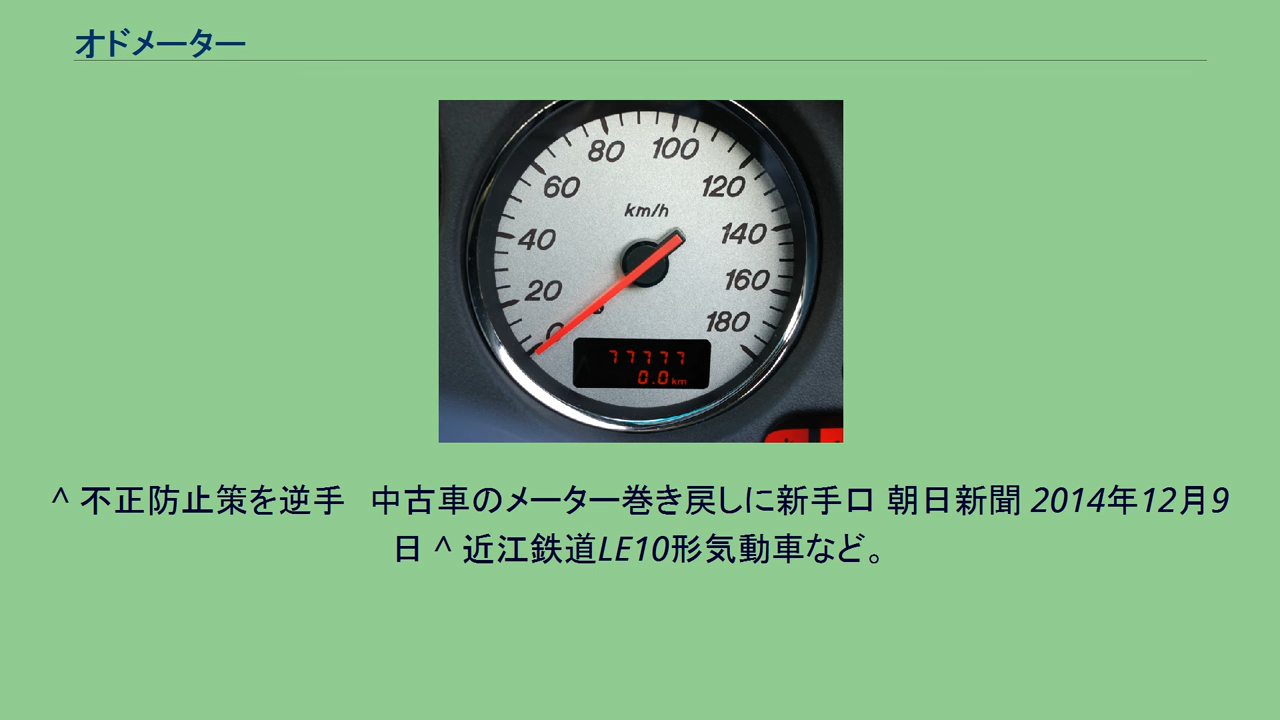 オドメーター
80 100
60 120
km/h
40 140
20 160
0 180
77777
0.0 km
^ 不正防止策を逆手　中古車のメーター巻き戻しに新手口 朝日新聞 2014年12月9
日 ^ 近江鉄道LE10形気動車など。